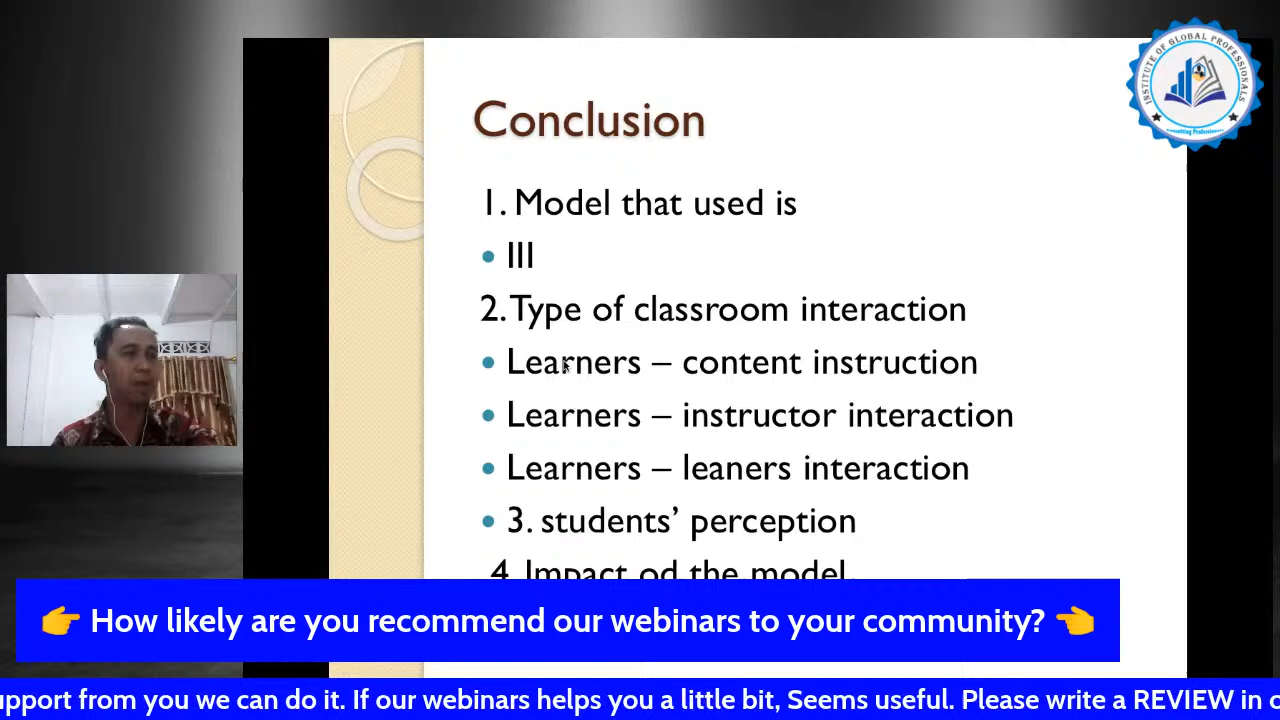 INSTITUTE OF GLOBAL PROFESSIONALS
Conclusion
1. Model that used is
• III
2. Type of classroom interaction
• Learners – content instruction
• Learners – instructor interaction
• Learners – leaners interaction
• 3. students’ perception
4. Impact od the model.
👉 How likely are you recommend our webinars to your community? 👈
upport from you we can do it. If our webinars helps you a little bit, Seems useful. Please write a REVIEW in